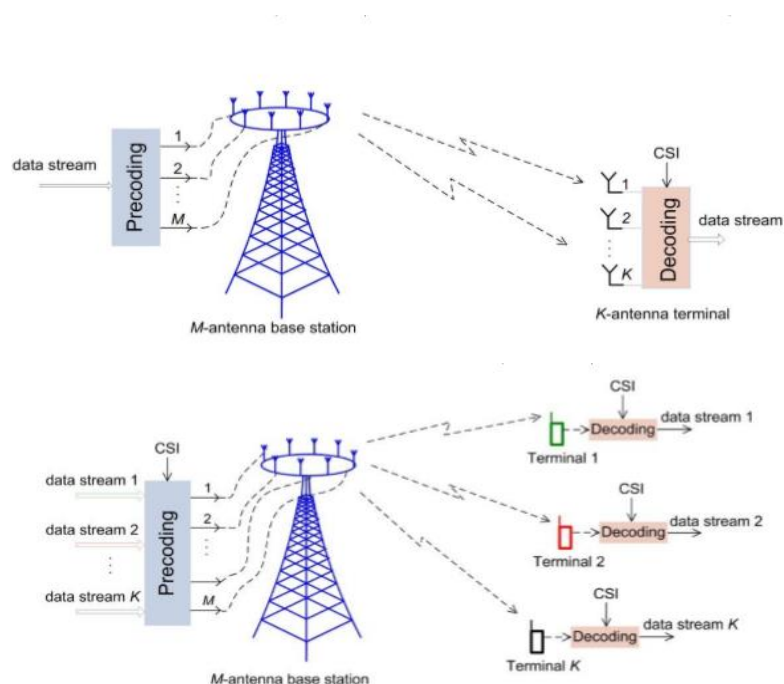 data stream
Precoding
1
2
M
M-antenna base station
1
2
K
CSI
Decoding
data stream
K-antenna terminal
CSI
data stream 1
data stream 2
data stream K
Precoding
1
2
M
M-antenna base station
CSI
Decoding
data stream 1
Terminal 1
CSI
Decoding
data stream 2
Terminal 2
CSI
Decoding
data stream K
Terminal K